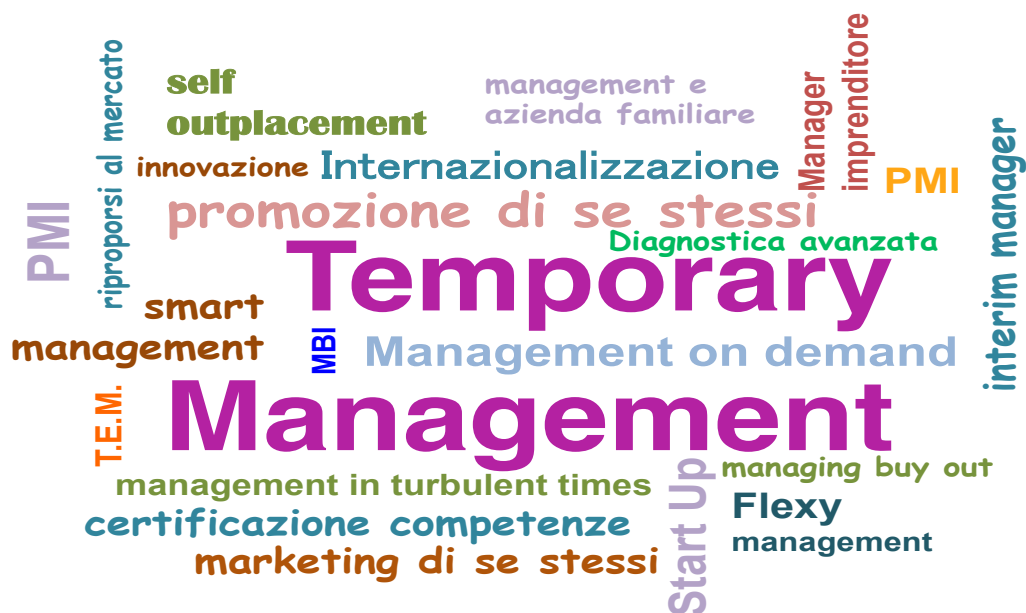 self
outplacement
management e
azienda familiare
Manager
imprenditore
riproporsi al mercato
innovazione
Internazionalizzazione
PMI
PMI
promozione di se stessi
interim manager
Diagnostica avanzata
Temporary
smart
management
MBI
Management on demand
T.E.M.
Management
managing buy out
management in turbulent times
Start Up
Flexy
management
certificazione competenze
marketing di se stessi